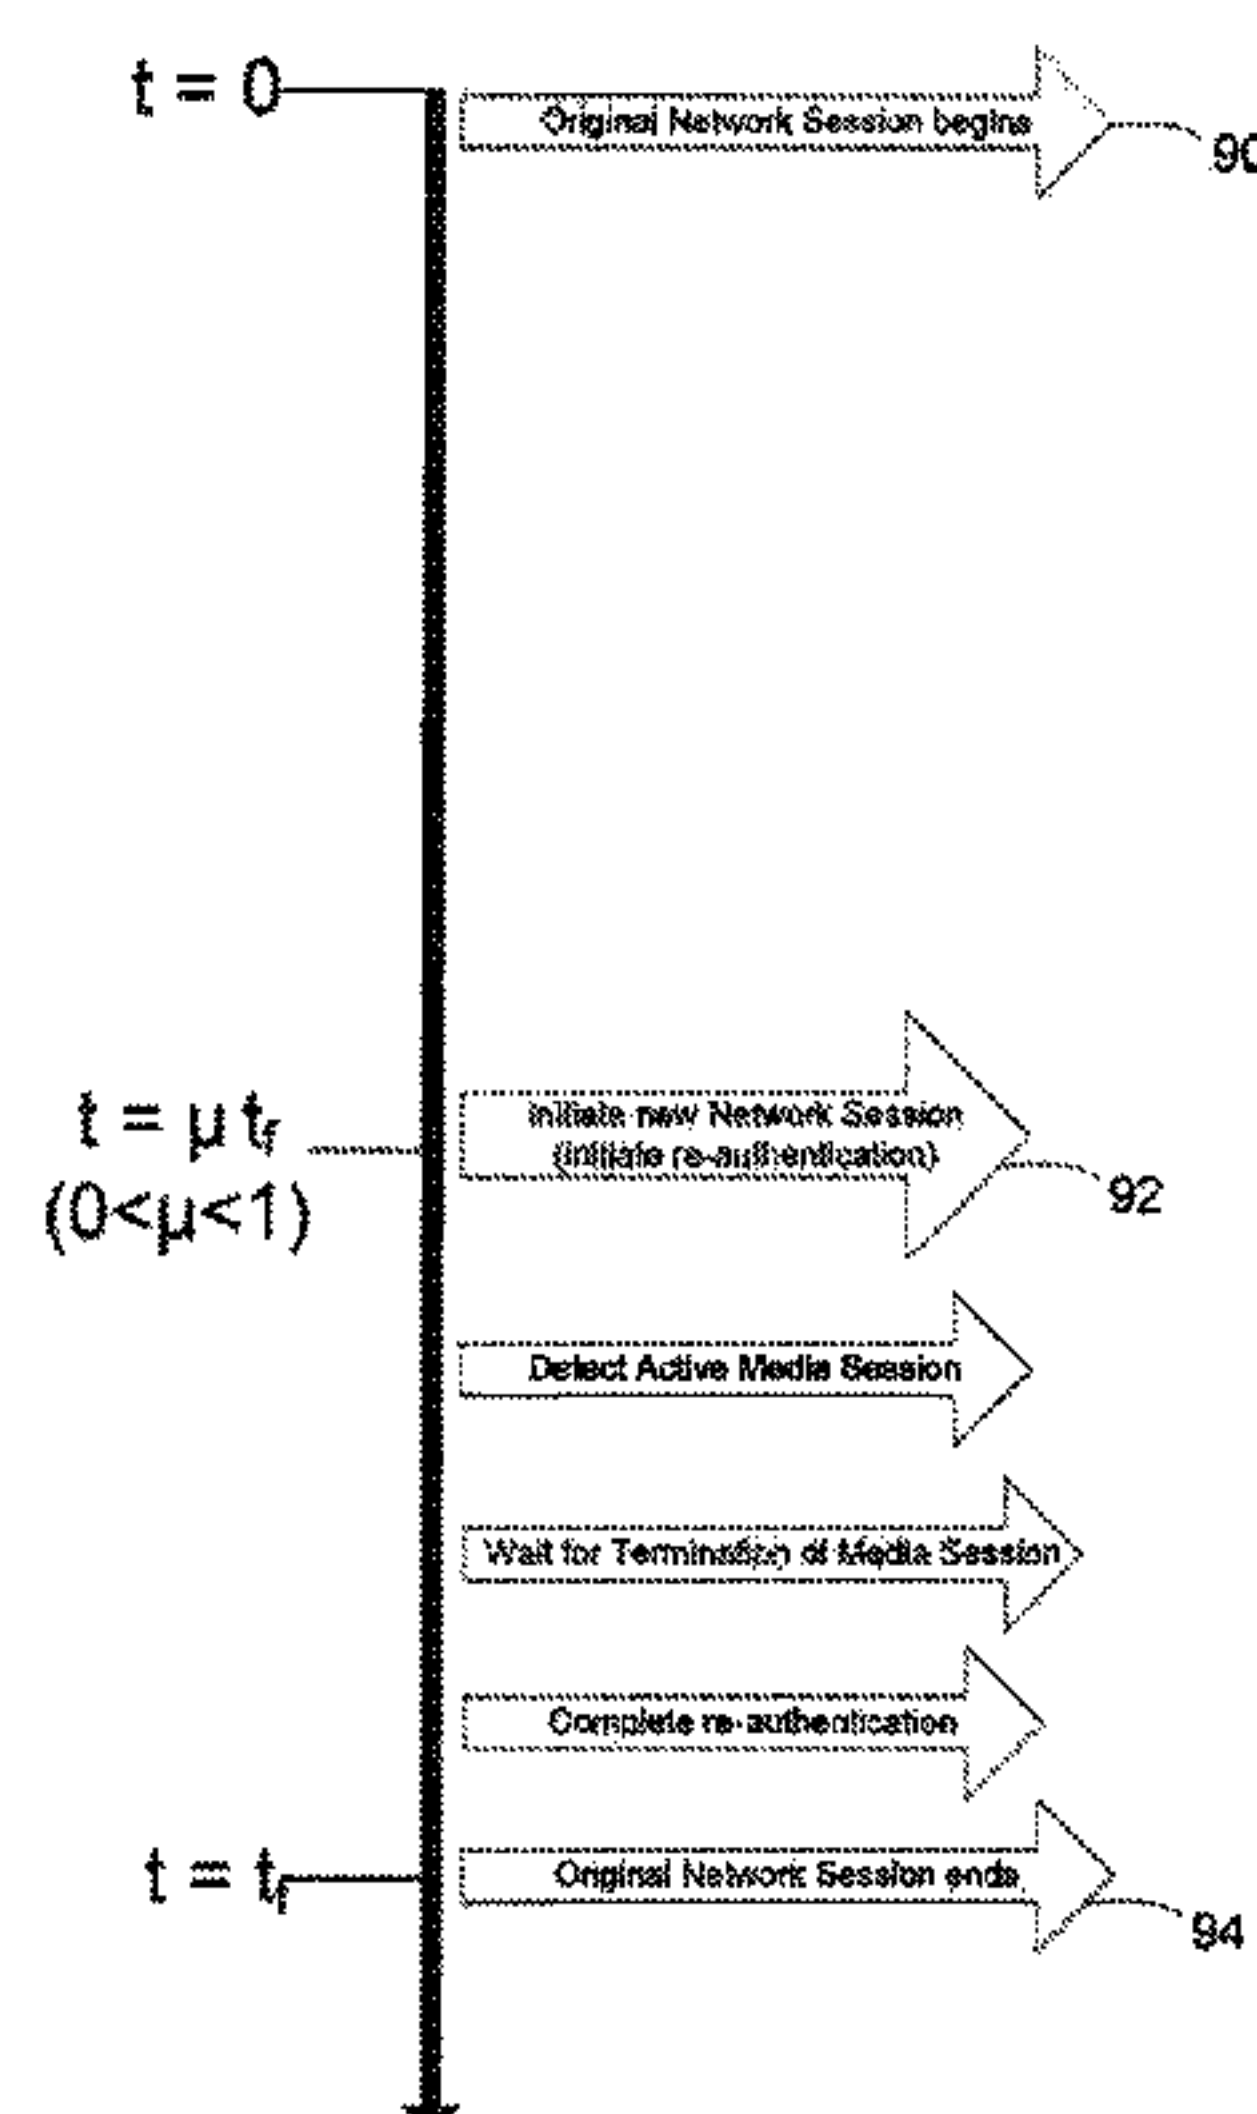 t = 0
Original Network Session begins
90
t = μ tf
(0<μ<1)
Initiate new Network Session
(initiate re-authentication)
92
Detect Active Media Session
Wait for Termination of Media Session
Complete re-authentication
t = tf
Original Network Session ends
94